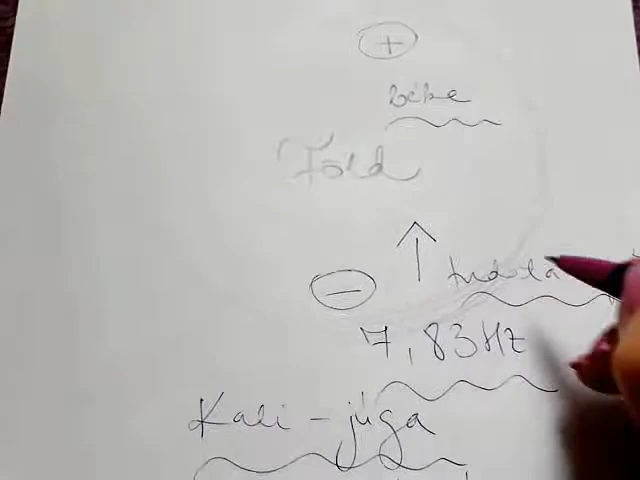 +
béke
Föld
−
7,83Hz
Kali-júga